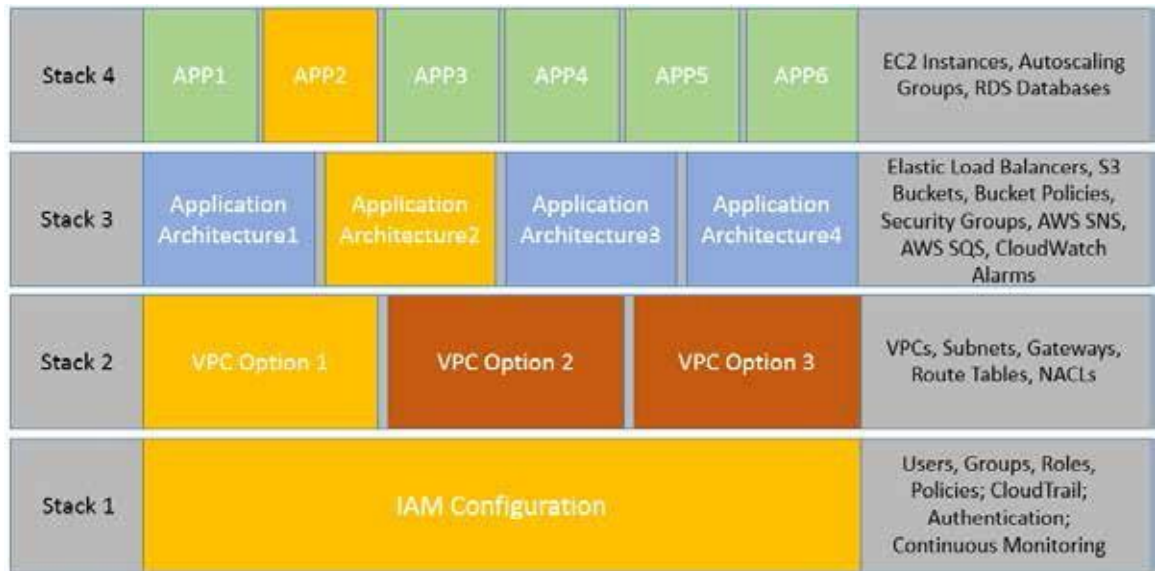 Stack 4
APP1
APP2
APP3
APP4
APP5
APP6
EC2 Instances, Autoscaling
Groups, RDS Databases
Stack 3
Application
Architecture1
Application
Architecture2
Application
Architecture3
Application
Architecture4
Elastic Load Balancers, S3
Buckets, Bucket Policies,
Security Groups, AWS SNS,
AWS SQS, CloudWatch
Alarms
Stack 2
VPC Option 1
VPC Option 2
VPC Option 3
VPCs, Subnets, Gateways,
Route Tables, NACLs
Stack 1
IAM Configuration
Users, Groups, Roles,
Policies; CloudTrail;
Authentication;
Continuous Monitoring